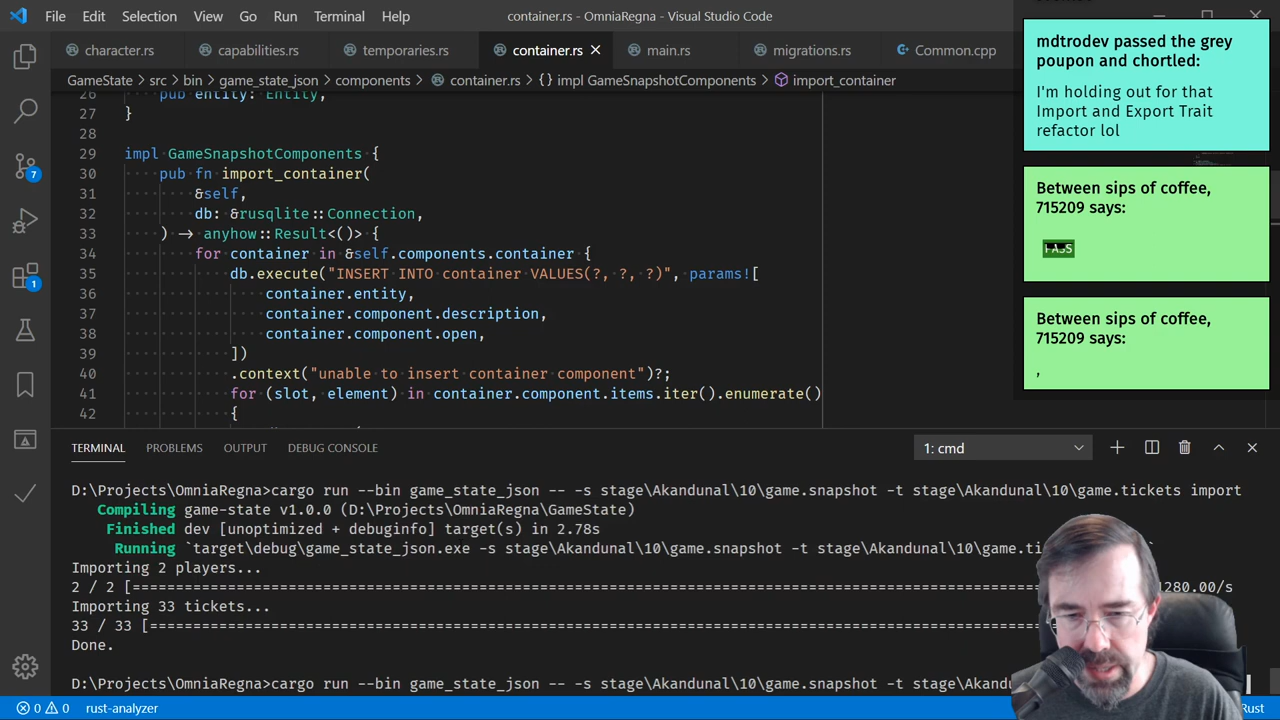 File Edit Selection View Go Run Terminal Help
container.rs - OmniaRegna - Visual Studio Code
character.rs capabilities.rs temporaries.rs container.rs main.rs migrations.rs Common.cpp
GameState > src > bin > game_state_json > components > container.rs > {} impl GameSnapshotComponents > import_container
26 pub entity: Entity,
27 }
28
29 impl GameSnapshotComponents {
30 pub fn import_container(
31 &self,
32 db: &rusqlite::Connection,
33 ) -> anyhow::Result<()> {
34 for container in &self.components.container {
35 db.execute("INSERT INTO container VALUES(?, ?, ?)", params![
36 container.entity,
37 container.component.description,
38 container.component.open,
39 ])
40 .context("unable to insert container component")?;
41 for (slot, element) in container.component.items.iter().enumerate()
42 {
mdtrodev passed the grey
poupon and chortled:
I'm holding out for that
Import and Export Trait
refactor lol
Between sips of coffee,
715209 says:
PASS
Between sips of coffee,
715209 says:
,
7
1
TERMINAL PROBLEMS OUTPUT DEBUG CONSOLE
1: cmd
D:\Projects\OmniaRegna>cargo run --bin game_state_json -- -s stage\Akandunal\10\game.snapshot -t stage\Akandunal\10\game.tickets import
Compiling game-state v1.0.0 (D:\Projects\OmniaRegna\GameState)
Finished dev [unoptimized + debuginfo] target(s) in 2.78s
Running `target\debug\game_state_json.exe -s stage\Akandunal\10\game.snapshot -t stage\Akandunal\10\game.ti
Importing 2 players...
2 / 2 [==================================================================== 1280.00/s
Importing 33 tickets...
33 / 33 [==================================================================
Done.
D:\Projects\OmniaRegna>cargo run --bin game_state_json -- -s stage\Akandunal\10\game.snapshot -t stage\Akandu
0 0 rust-analyzer
Rust